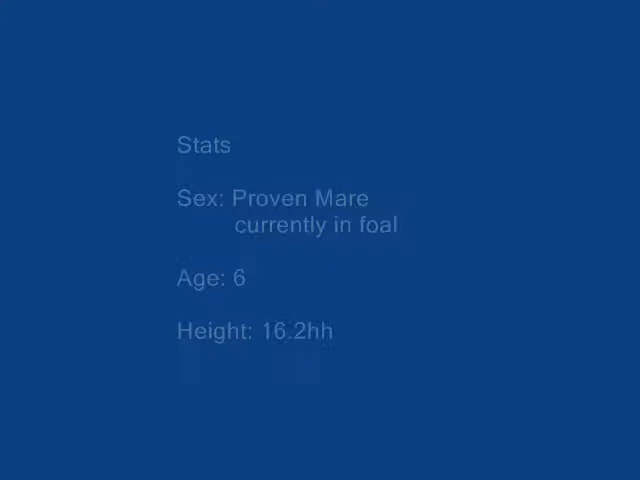 Stats
Sex: Proven Mare
currently in foal
Age: 6
Height: 16.2hh